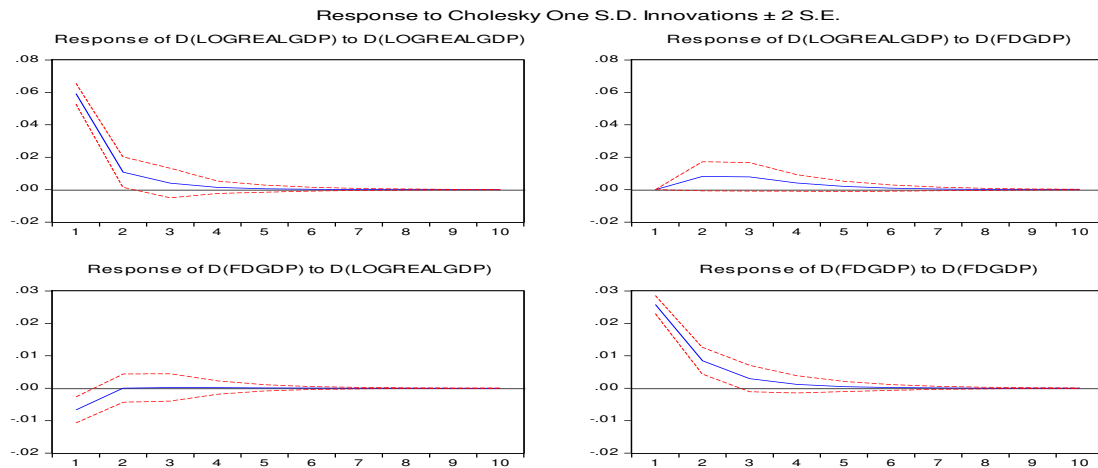 Response to Cholesky One S.D. Innovations ± 2 S.E.
Response of D(LOGREALGDP) to D(LOGREALGDP)
.08
.06
.04
.02
.00
-.02
1 2 3 4 5 6 7 8 9 10
Response of D(LOGREALGDP) to D(FDGDP)
.08
.06
.04
.02
.00
-.02
1 2 3 4 5 6 7 8 9 10
Response of D(FDGDP) to D(LOGREALGDP)
.03
.02
.01
.00
-.01
-.02
1 2 3 4 5 6 7 8 9 10
Response of D(FDGDP) to D(FDGDP)
.03
.02
.01
.00
-.01
-.02
1 2 3 4 5 6 7 8 9 10